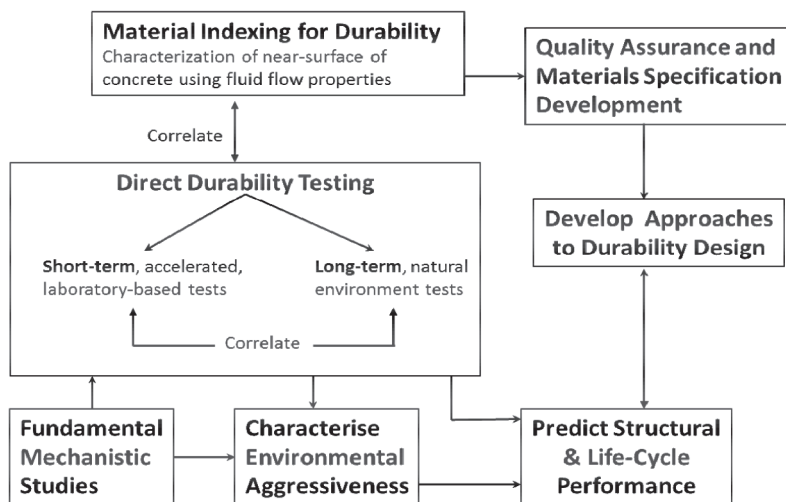 Material Indexing for Durability
Characterization of near-surface of
concrete using fluid flow properties
Quality Assurance and
Materials Specification
Development
Correlate
Direct Durability Testing
Short-term, accelerated,
laboratory-based tests
Long-term, natural
environment tests
Correlate
Develop Approaches
to Durability Design
Fundamental
Mechanistic
Studies
Characterise
Environmental
Aggressiveness
Predict Structural
& Life-Cycle
Performance